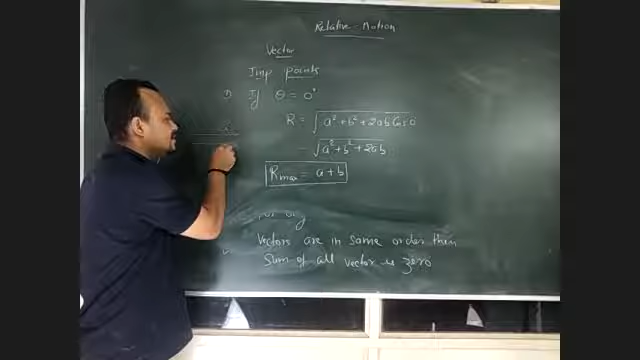 Relative Motion
Vector
Imp points
1) If θ = 0°
R = √a² + b² + 2ab Cos 0
= √a² + b² + 2ab
Rmax = a + b
Vectors are in same order then
Sum of all vector is zero